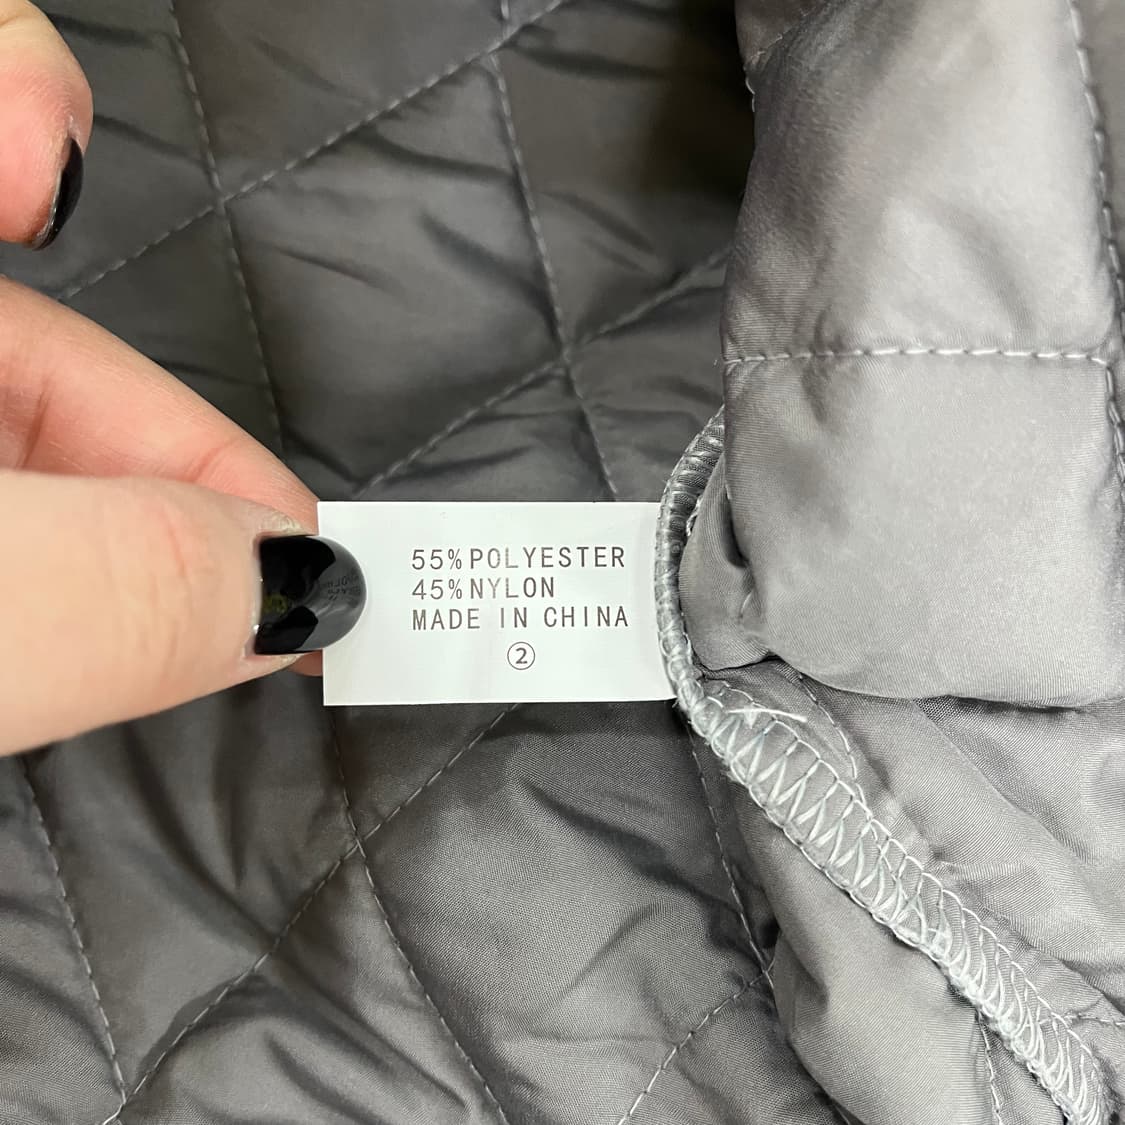 55% POLYESTER
45% NYLON
MADE IN CHINA
②